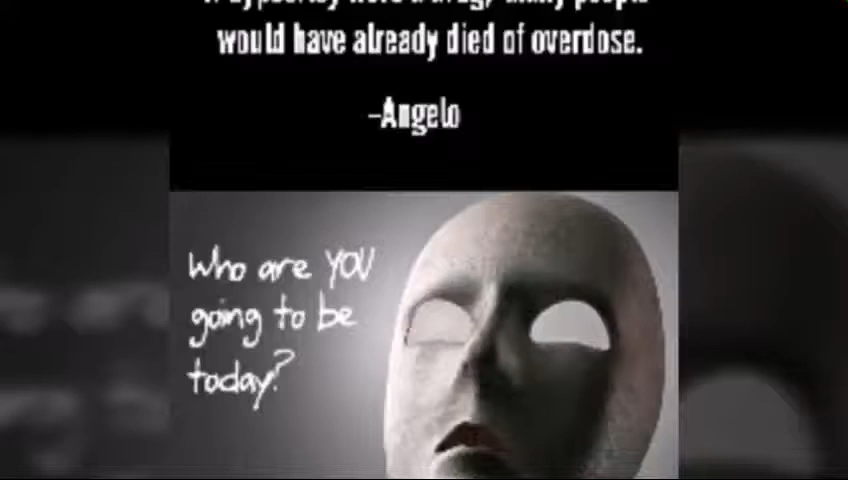 would have already died of overdose.
-Angelo
Who are YOU
going to be
today?